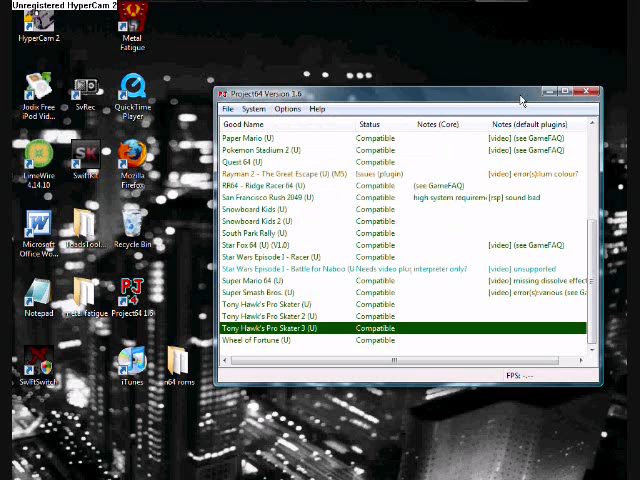 Unregistered HyperCam 2
HyperCam 2
Metal
Fatigue
Jodix Free
iPod Vid...
SvRec
QuickTime
Player
LimeWire
4.14.10
SwiftKit
Mozilla
Firefox
Microsoft
Office Wo...
ToadsTool...
Recycle Bin
Notepad
metal fatigue
Project64 1.6
SwiftSwitch
iTunes
n64 roms
Project64 Version 1.6
File System Options Help
Good Name Status Notes (Core) Notes (default plugins)
Paper Mario (U) Compatible [video] (see GameFAQ)
Pokemon Stadium 2 (U) Compatible [video] (see GameFAQ)
Quest 64 (U) Compatible
Rayman 2 - The Great Escape (U) (M5) Issues (plugin) [video] error(s):lum colour?
RR64 - Ridge Racer 64 (U) Compatible (see GameFAQ)
San Francisco Rush 2049 (U) Compatible high system requireme [rsp] sound bad
Snowboard Kids (U) Compatible
Snowboard Kids 2 (U) Compatible
South Park Rally (U) Compatible
Star Fox 64 (U) (V1.0) Compatible [video] (see GameFAQ)
Star Wars Episode I - Racer (U) Compatible
Star Wars Episode I - Battle for Naboo (U) Needs video plug interpreter only? [video] unsupported
Super Mario 64 (U) Compatible [video] missing dissolve effect
Super Smash Bros. (U) Compatible [video] error(s):various (see Ga
Tony Hawk's Pro Skater (U) Compatible
Tony Hawk's Pro Skater 2 (U) Compatible
Tony Hawk's Pro Skater 3 (U) Compatible
Wheel of Fortune (U) Compatible
FPS: -.--